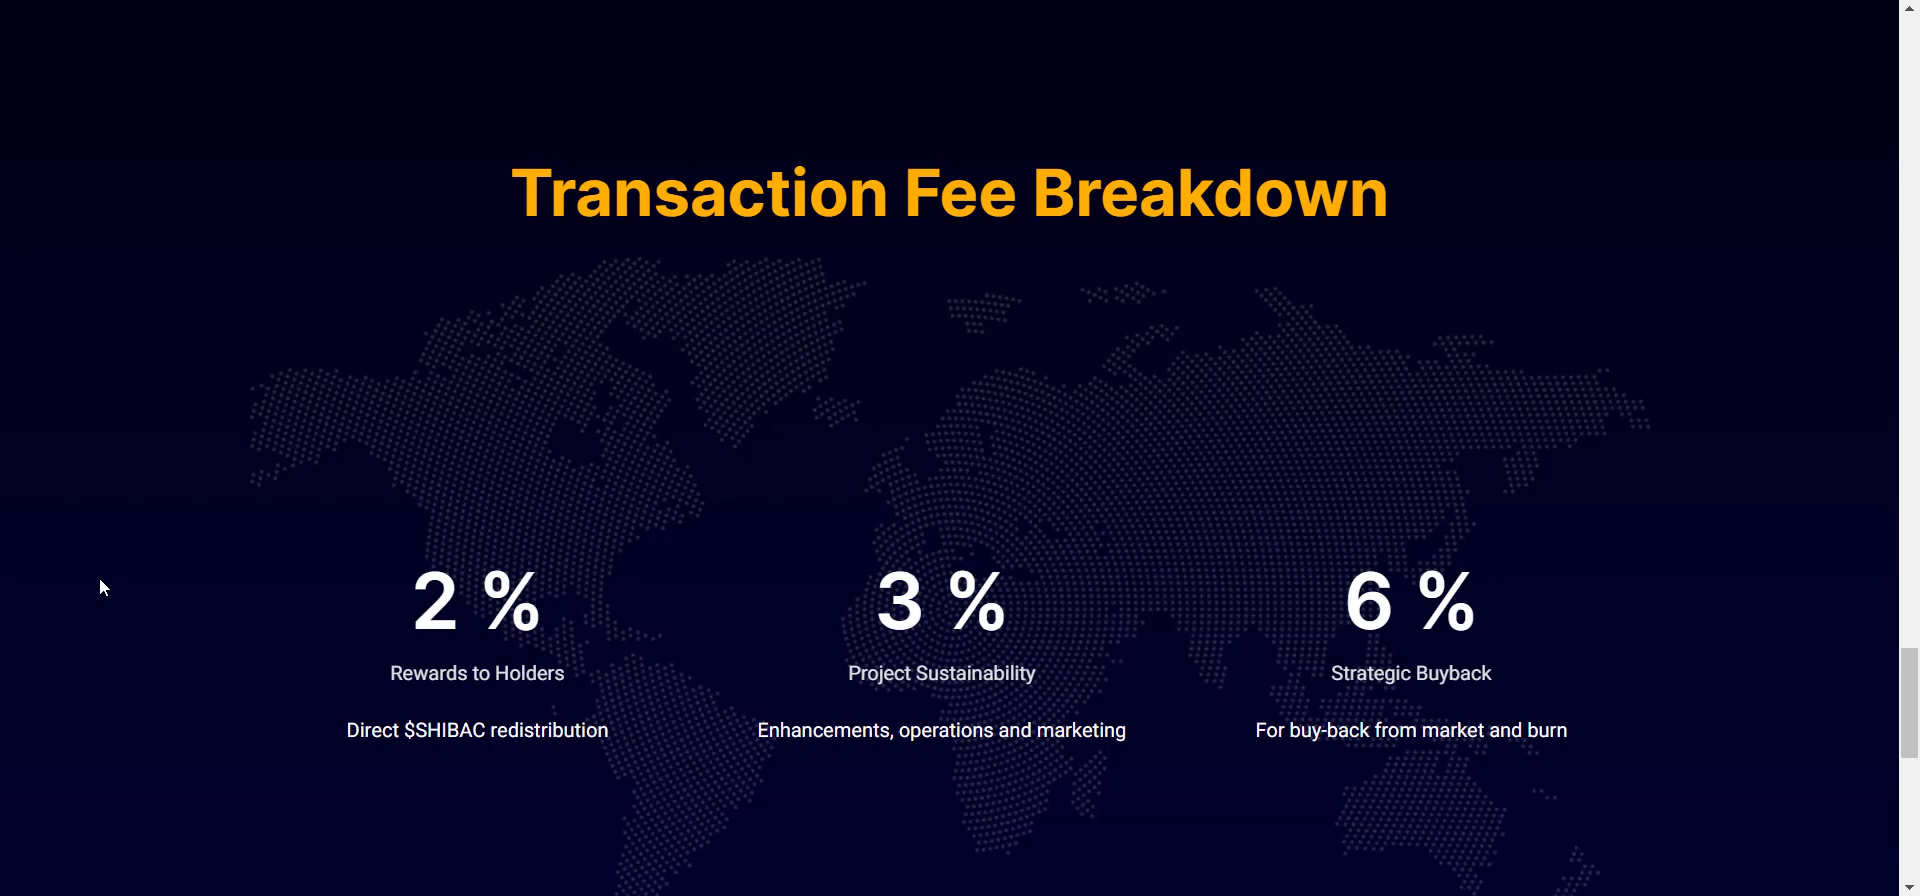 Transaction Fee Breakdown
2 %
Rewards to Holders
Direct $SHIBAC redistribution
3 %
Project Sustainability
Enhancements, operations and marketing
6 %
Strategic Buyback
For buy-back from market and burn